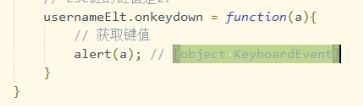 usernameElt.onkeydown = function(a){
// 获取键值
alert(a); // [object KeyboardEvent]
}
}